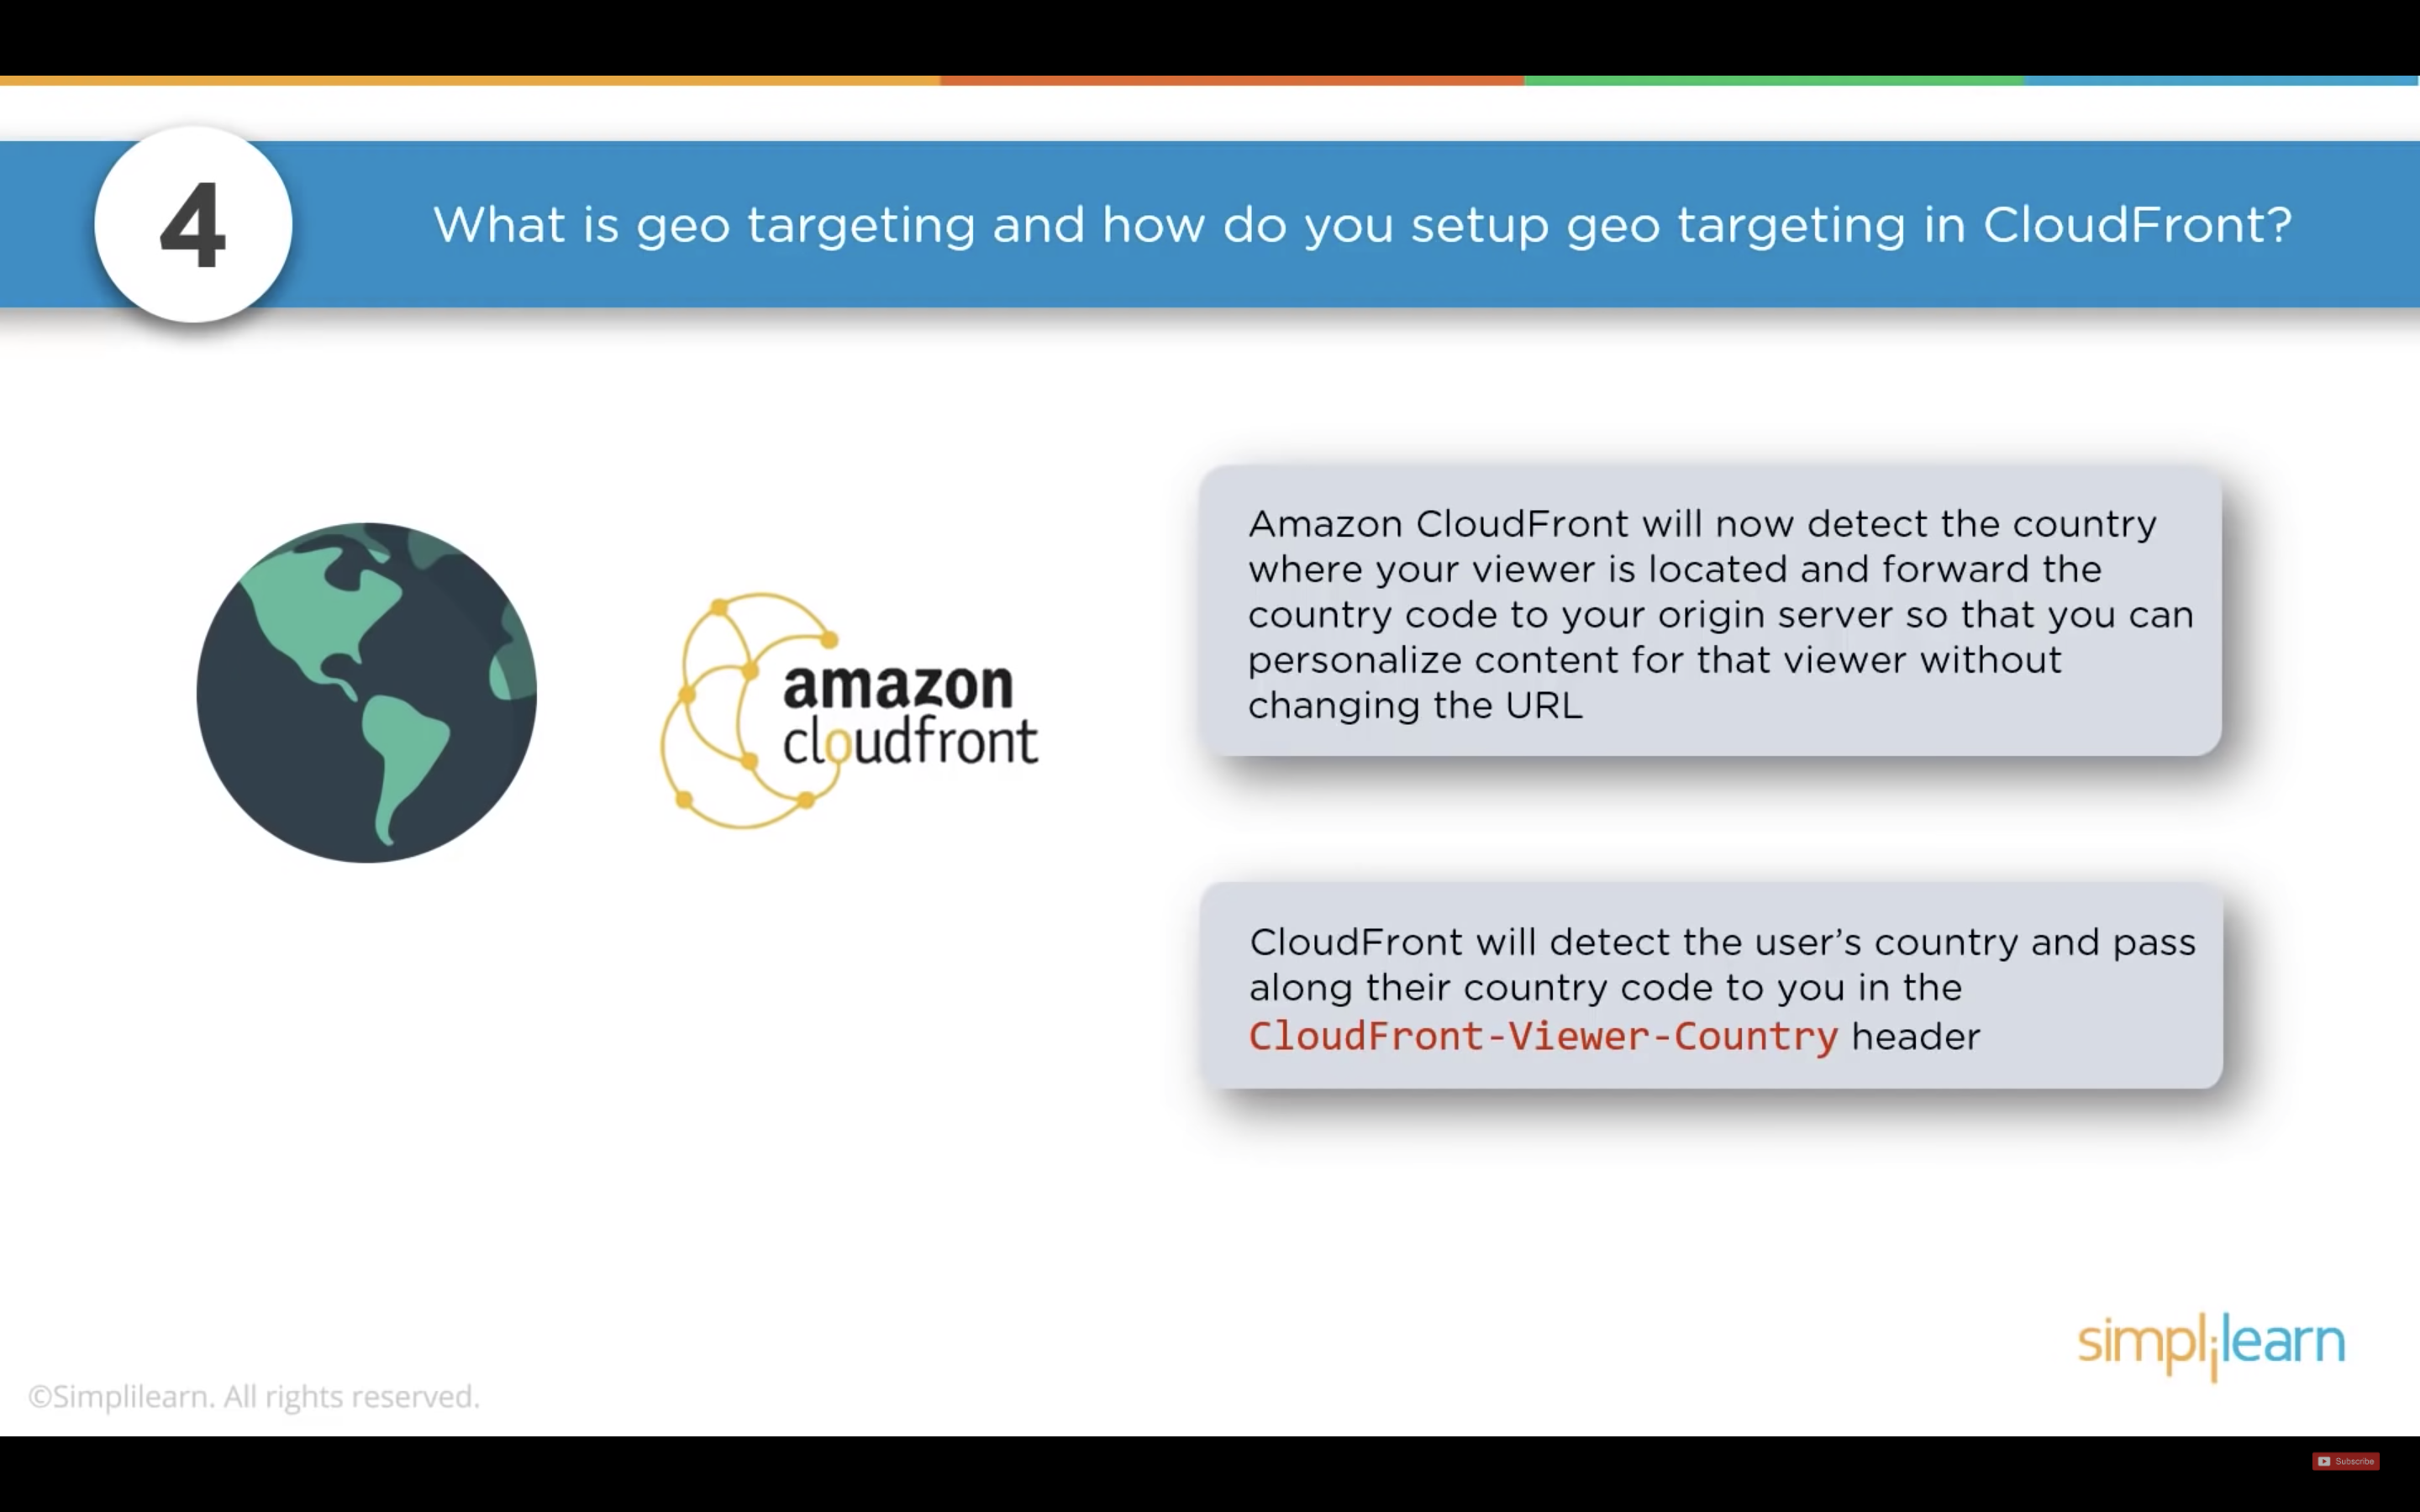 4
What is geo targeting and how do you setup geo targeting in CloudFront?
amazon
cloudfront
Amazon CloudFront will now detect the country
where your viewer is located and forward the
country code to your origin server so that you can
personalize content for that viewer without
changing the URL
CloudFront will detect the user’s country and pass
along their country code to you in the
CloudFront-Viewer-Country header
simplilearn
©Simplilearn. All rights reserved.
Subscribe